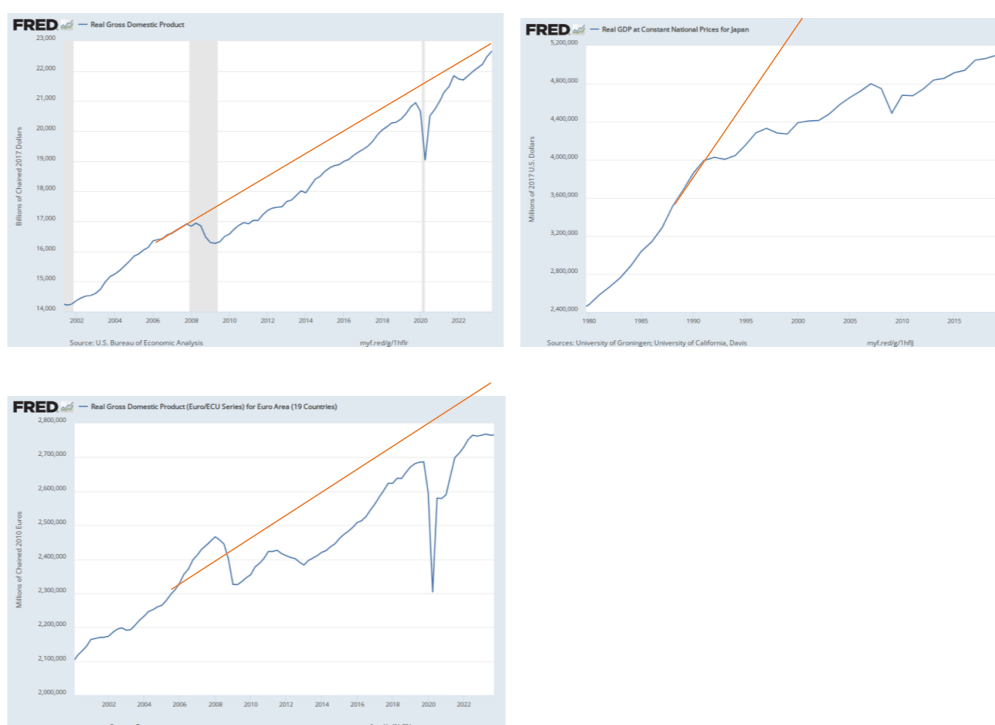 FRED — Real Gross Domestic Product
23,000
22,000
21,000
20,000
19,000
18,000
17,000
16,000
15,000
14,000
Billions of Chained 2017 Dollars
2002 2004 2006 2008 2010 2012 2014 2016 2018 2020 2022
Source: U.S. Bureau of Economic Analysis
myf.red/g/1hflr
FRED — Real GDP at Constant National Prices for Japan
5,200,000
4,800,000
4,400,000
4,000,000
3,600,000
3,200,000
2,800,000
2,400,000
Millions of 2017 U.S. Dollars
1980 1985 1990 1995 2000 2005 2010 2015
Sources: University of Groningen; University of California, Davis
myf.red/g/1hflJ
FRED — Real Gross Domestic Product (Euro/ECU Series) for Euro Area (19 Countries)
2,800,000
2,700,000
2,600,000
2,500,000
2,400,000
2,300,000
2,200,000
2,100,000
2,000,000
Millions of Chained 2010 Euros
2002 2004 2006 2008 2010 2012 2014 2016 2018 2020 2022